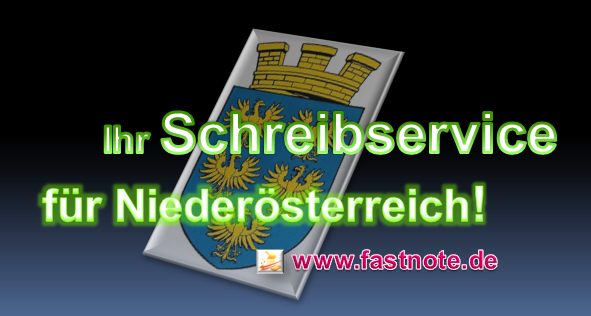 Ihr Schreibservice
für Niederösterreich!
www.fastnote.de